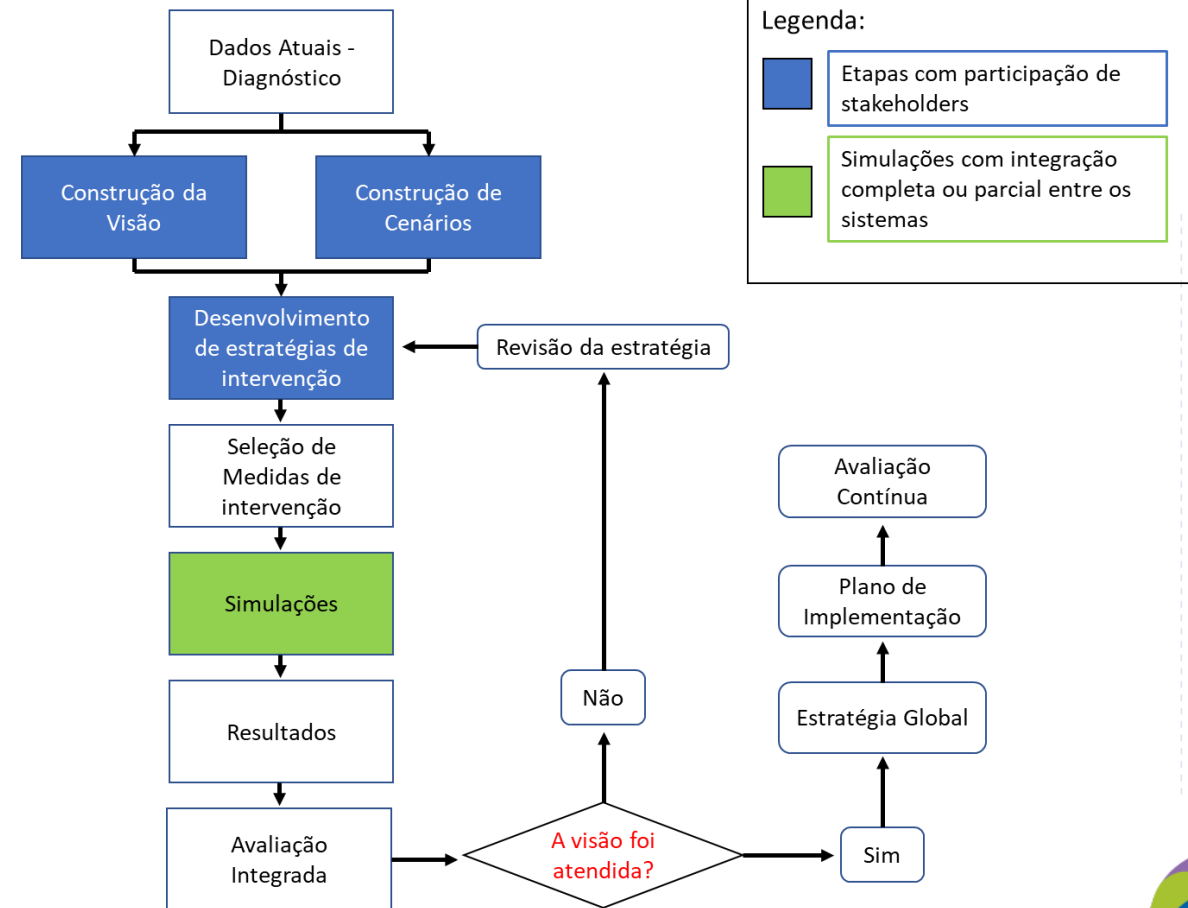 Dados Atuais -
Diagnóstico
Construção da
Visão
Construção de
Cenários
Desenvolvimento
de estratégias de
intervenção
Revisão da estratégia
Seleção de
Medidas de
intervenção
Simulações
Resultados
Avaliação
Integrada
A visão foi
atendida?
Não
Sim
Estratégia Global
Plano de
Implementação
Avaliação
Contínua
Legenda:
Etapas com participação de
stakeholders
Simulações com integração
completa ou parcial entre os
sistemas